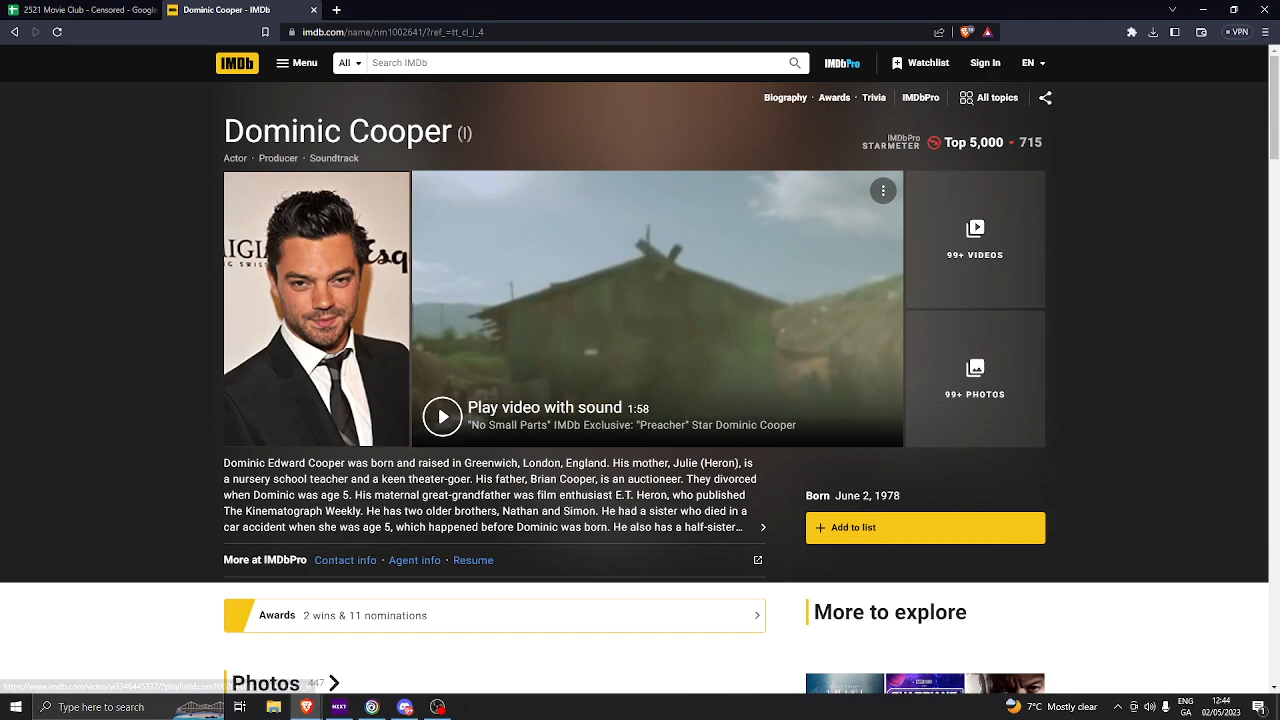 2521 Movie Club - Censored - Google
Dominic Cooper - IMDb
imdb.com/name/nm1002641/?ref_=tt_cl_i_4
VPN
IMDb
Menu
All
Search IMDb
IMDbPro
Watchlist
Sign In
EN
Biography · Awards · Trivia
IMDbPro
All topics
Dominic Cooper (I)
Actor · Producer · Soundtrack
IMDbPro
STARMETER
Top 5,000
715
Esq
99+ VIDEOS
99+ PHOTOS
Play video with sound 1:58
"No Small Parts" IMDb Exclusive: "Preacher" Star Dominic Cooper
Dominic Edward Cooper was born and raised in Greenwich, London, England. His mother, Julie (Heron), is
a nursery school teacher and a keen theater-goer. His father, Brian Cooper, is an auctioneer. They divorced
when Dominic was age 5. His maternal great-grandfather was film enthusiast E.T. Heron, who published
The Kinematograph Weekly. He has two older brothers, Nathan and Simon. He had a sister who died in a
car accident when she was age 5, which happened before Dominic was born. He also has a half-sister...
Born June 2, 1978
+ Add to list
More at IMDbPro Contact info · Agent info · Resume
Awards 2 wins & 11 nominations
More to explore
Photos 447
Type here to search
NEXT
71°C Mostly clear
ENG
GA
12:44
02/05/2023